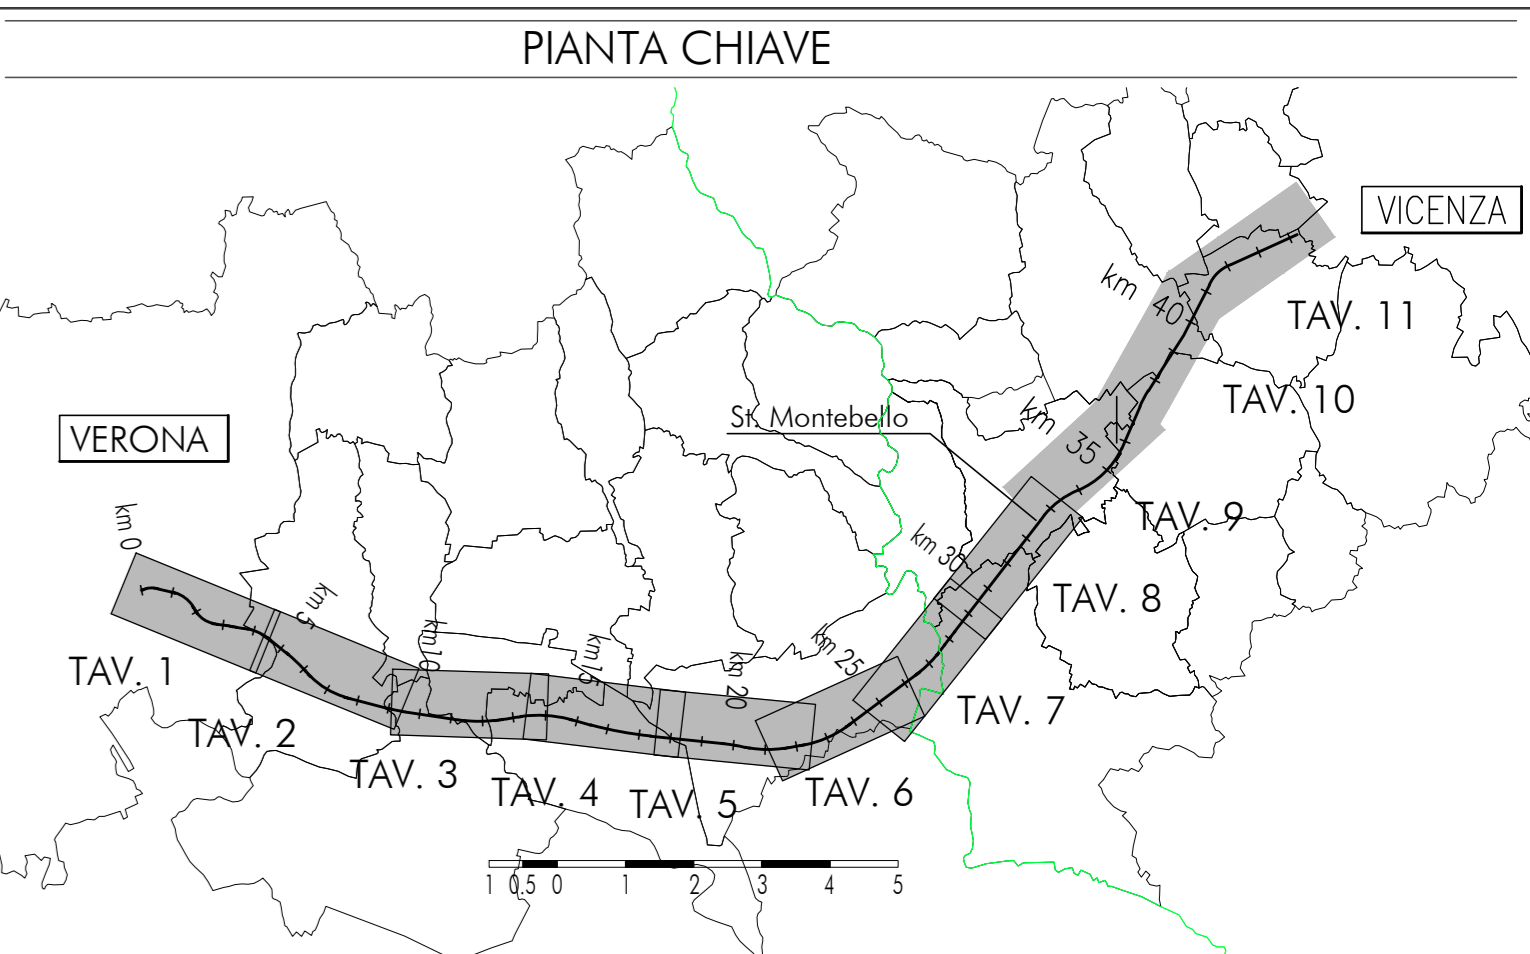 PIANTA CHIAVE
VICENZA
km 40
TAV. 11
TAV. 10
St. Montebello
km 35
VERONA
km 0
TAV. 9
km 30
TAV. 8
km 5
km 10
km 15
km 20
km 25
TAV. 1
TAV. 2
TAV. 3
TAV. 4
TAV. 5
TAV. 6
TAV. 7
1 0.5 0 1 2 3 4 5